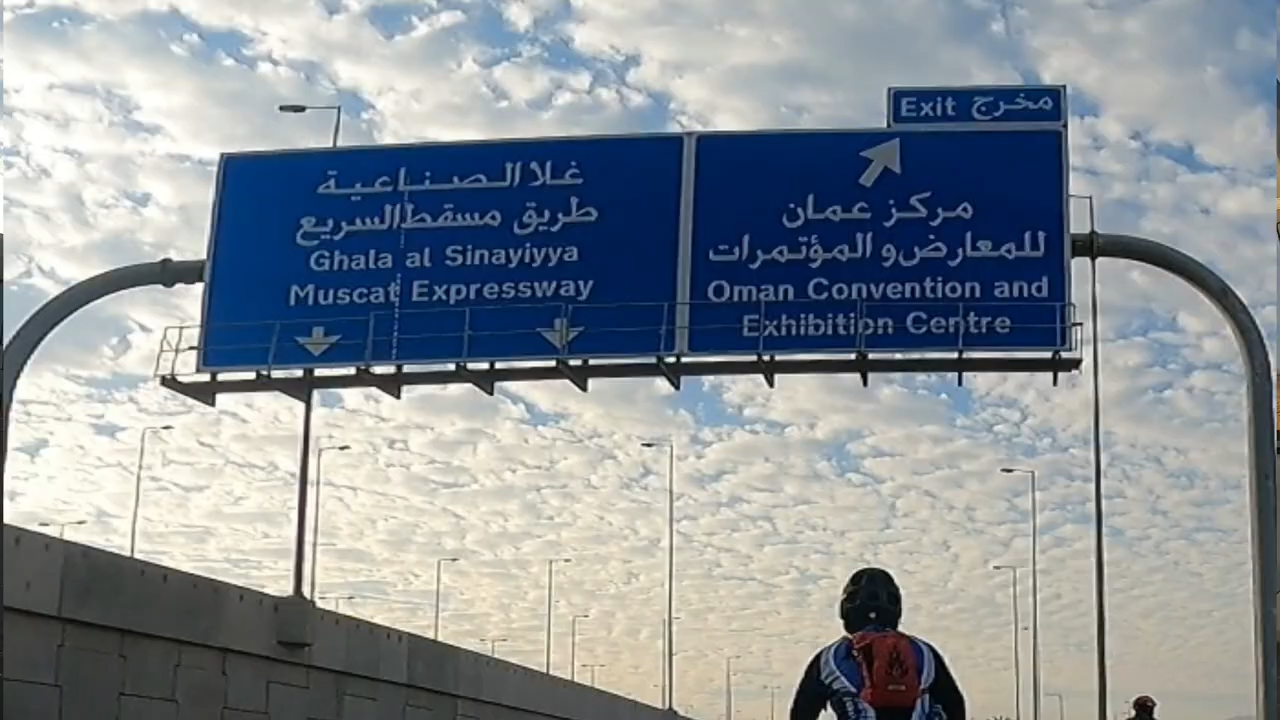 مخرج Exit
غلا الصناعية
طريق مسقط السريع
Ghala al Sinayiyya
Muscat Expressway
مركز عمان
للمعارض و المؤتمرات
Oman Convention and
Exhibition Centre